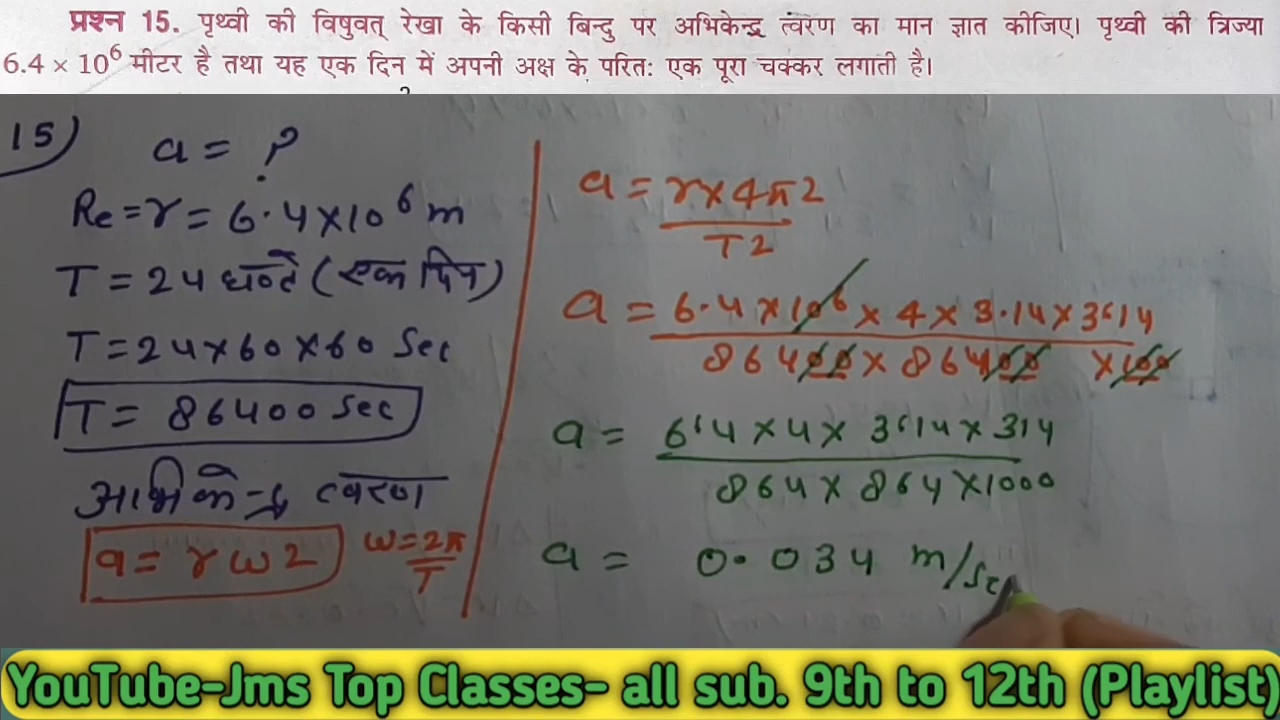 प्रश्न 15. पृथ्वी की विषुवत् रेखा के किसी बिन्दु पर अभिकेन्द्र त्वरण का मान ज्ञात कीजिए। पृथ्वी की त्रिज्या
6.4 × 10⁶ मीटर है तथा यह एक दिन में अपनी अक्ष के परितः एक पूरा चक्कर लगाती है।
15)
a = ?
Re = r = 6.4 × 10⁶ m
T = 24 घण्टे (एक दिन)
T = 24 × 60 × 60 Sec
T = 86400 Sec
अभिकेन्द्र त्वरण
a = r ω 2 ω = 2π
T
a = r × 4π2
T2
a = 6.4 × 10⁶ × 4 × 3.14 × 3.14
86400 × 86400 × 100
a = 6.4 × 4 × 3.14 × 314
864 × 864 × 1000
a = 0.034 m/Sec
YouTube-Jms Top Classes- all sub. 9th to 12th (Playlist)